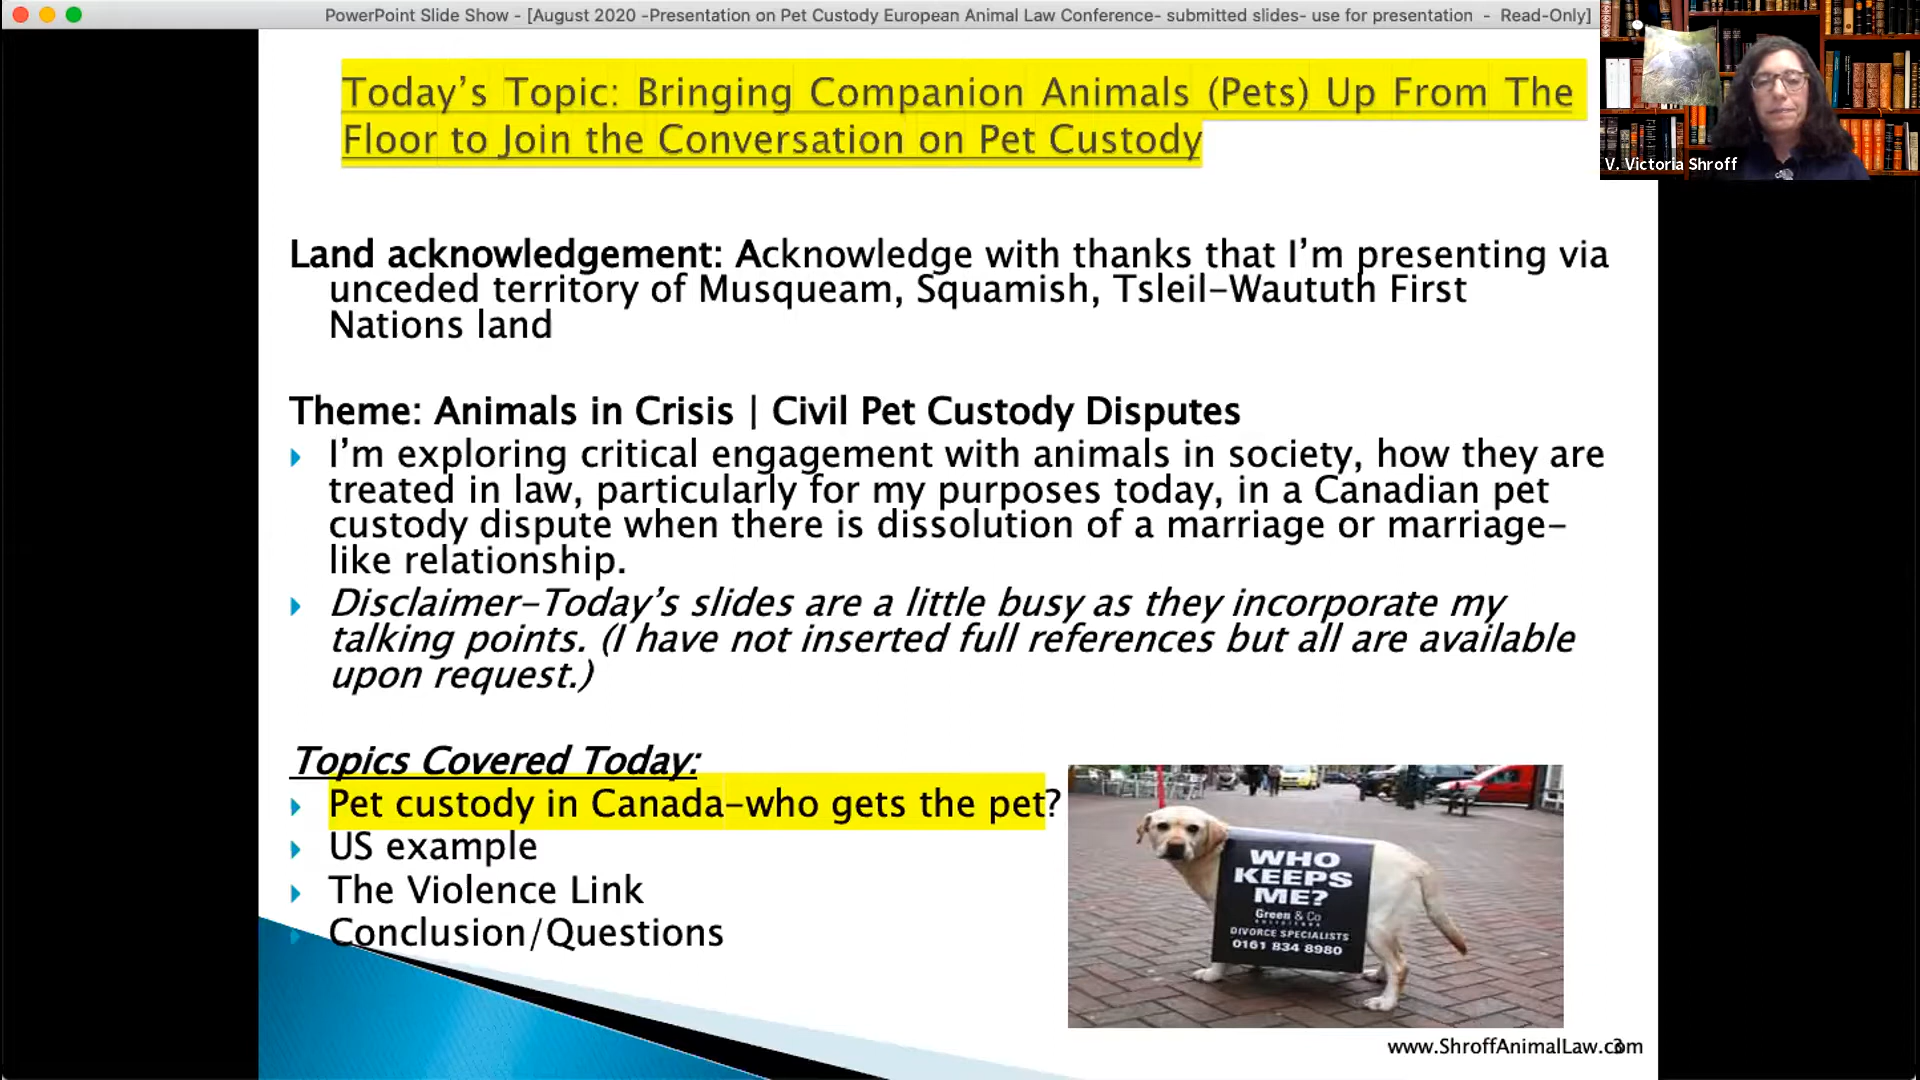 PowerPoint Slide Show - [August 2020 -Presentation on Pet Custody European Animal Law Conference- submitted slides- use for presentation - Read-Only]
V. Victoria Shroff
Today's Topic: Bringing Companion Animals (Pets) Up From The
Floor to Join the Conversation on Pet Custody
Land acknowledgement: Acknowledge with thanks that I'm presenting via
unceded territory of Musqueam, Squamish, Tsleil-Waututh First
Nations land
Theme: Animals in Crisis | Civil Pet Custody Disputes
I'm exploring critical engagement with animals in society, how they are
treated in law, particularly for my purposes today, in a Canadian pet
custody dispute when there is dissolution of a marriage or marriage-
like relationship.
Disclaimer-Today's slides are a little busy as they incorporate my
talking points. (I have not inserted full references but all are available
upon request.)
Topics Covered Today:
Pet custody in Canada-who gets the pet?
US example
The Violence Link
Conclusion/Questions
WHO
KEEPS
ME?
Green & Co
SOLICITORS
DIVORCE SPECIALISTS
0161 834 8980
www.ShroffAnimalLaw.com
3